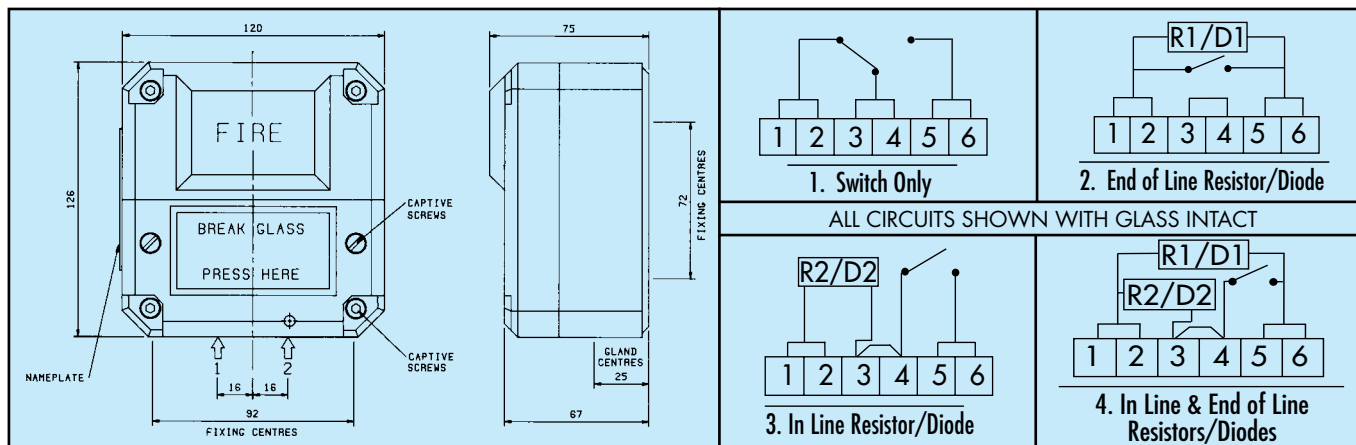 120
FIRE
126
CAPTIVE
SCREWS
BREAK GLASS
PRESS HERE
NAMEPLATE
1
2
CAPTIVE
SCREWS
16
16
92
FIXING CENTRES
75
72
FIXING CENTRES
GLAND
CENTRES
25
67
1 2 3 4 5 6
1. Switch Only
R1/D1
1 2 3 4 5 6
2. End of Line Resistor/Diode
ALL CIRCUITS SHOWN WITH GLASS INTACT
R2/D2
1 2 3 4 5 6
3. In Line Resistor/Diode
R1/D1
R2/D2
1 2 3 4 5 6
4. In Line & End of Line
Resistors/Diodes